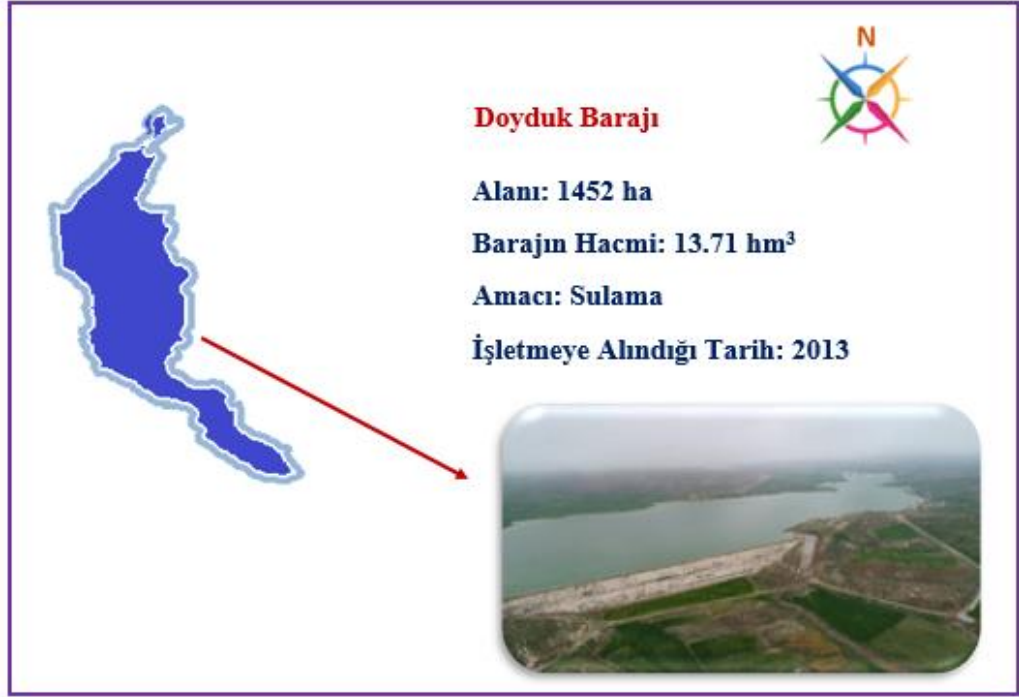 N
Doyduk Barajı
Alanı: 1452 ha
Barajın Hacmi: 13.71 hm³
Amacı: Sulama
İşletmeye Alındığı Tarih: 2013